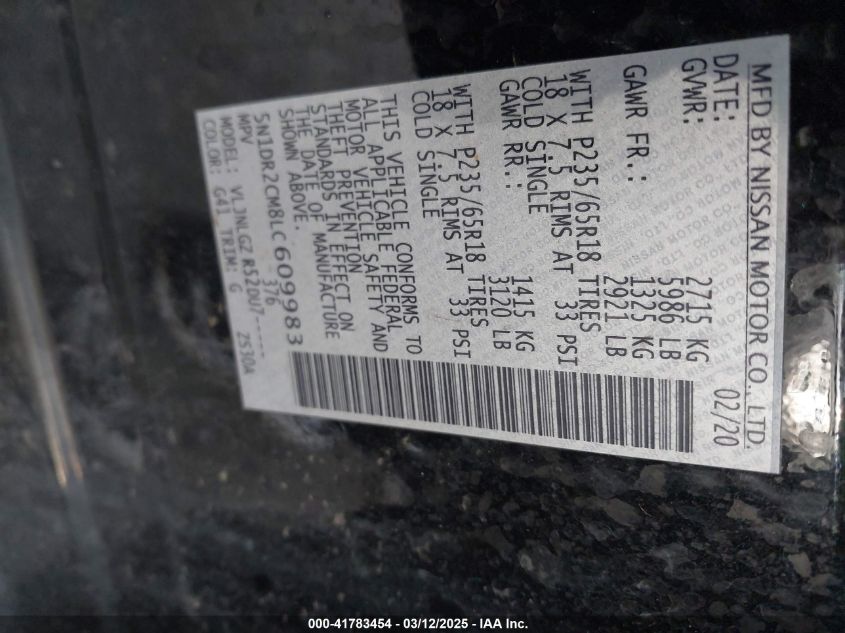 MFD BY NISSAN MOTOR CO., LTD.
DATE: 02/20
GVWR: 2715 KG
5986 LB
GAWR FR.: 1325 KG
2921 LB
WITH P235/65R18 TIRES
18 X 7.5 RIMS AT 33 PSI
COLD SINGLE
GAWR RR.: 1415 KG
3120 LB
WITH P235/65R18 TIRES
18 X 7.5 RIMS AT 33 PSI
COLD SINGLE
THIS VEHICLE CONFORMS TO
ALL APPLICABLE FEDERAL
MOTOR VEHICLE SAFETY AND
THEFT PREVENTION
STANDARDS IN EFFECT ON
THE DATE OF MANUFACTURE
SHOWN ABOVE.
5N1DR2CM8LC609983
MPV 376
MODEL: VLJNLGZ R52OU7-----
COLOR: G41 TRIM: G ZS30A
000-41783454 - 03/12/2025 - IAA Inc.